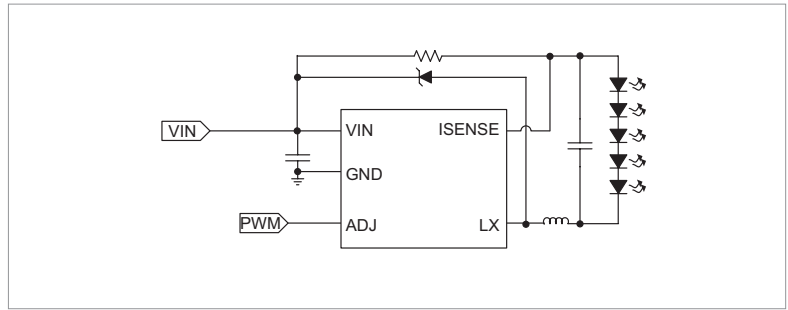 VIN
VIN
ISENSE
GND
PWM
ADJ
LX